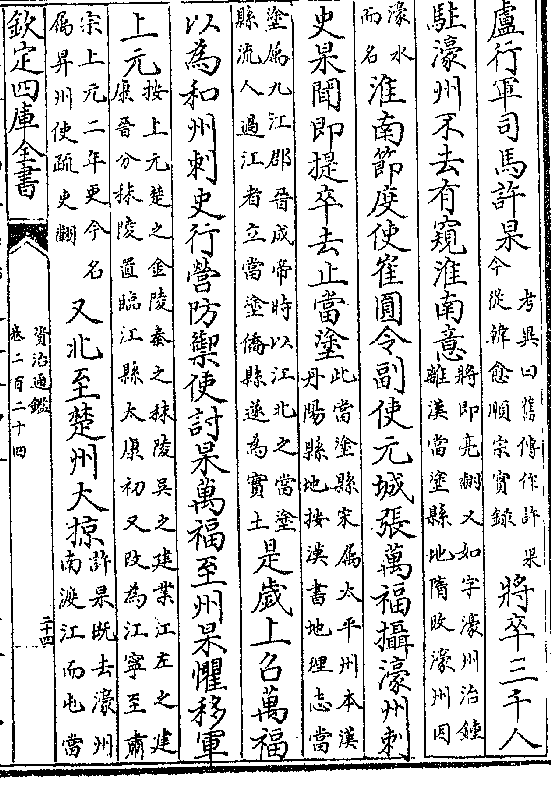 盧行軍司馬許杲考異曰舊傳作許果今從韓愈順宗實錄將卒三千人
駐濠州不去有窺淮南意將即亮翻又如字濠州治鍾離漢當塗縣地隋改濠州因
濠水而名淮南節度使崔圓令副使元城張萬福攝濠州刺
史杲聞即提卒去止當塗此當塗縣宋屬太平州本漢丹陽縣地按漢書地理志當
塗屬九江郡晉成帝時以江北之當塗縣流人過江者立當塗僑縣遂為實土是歲上召萬福
以為和州刺史行營防禦使討杲萬福至州杲懼移軍
上元按上元楚之金陵秦之秣陵吳之建業江左之建康晉分秣陵置臨江縣太康初又改為江寧至肅
宗上元二年更今名屬昇州使疏史翻又北至楚州大掠許杲既去濠州南渡江而屯當
欽定四庫全書
資治通鑑
卷二百二十四
二十四